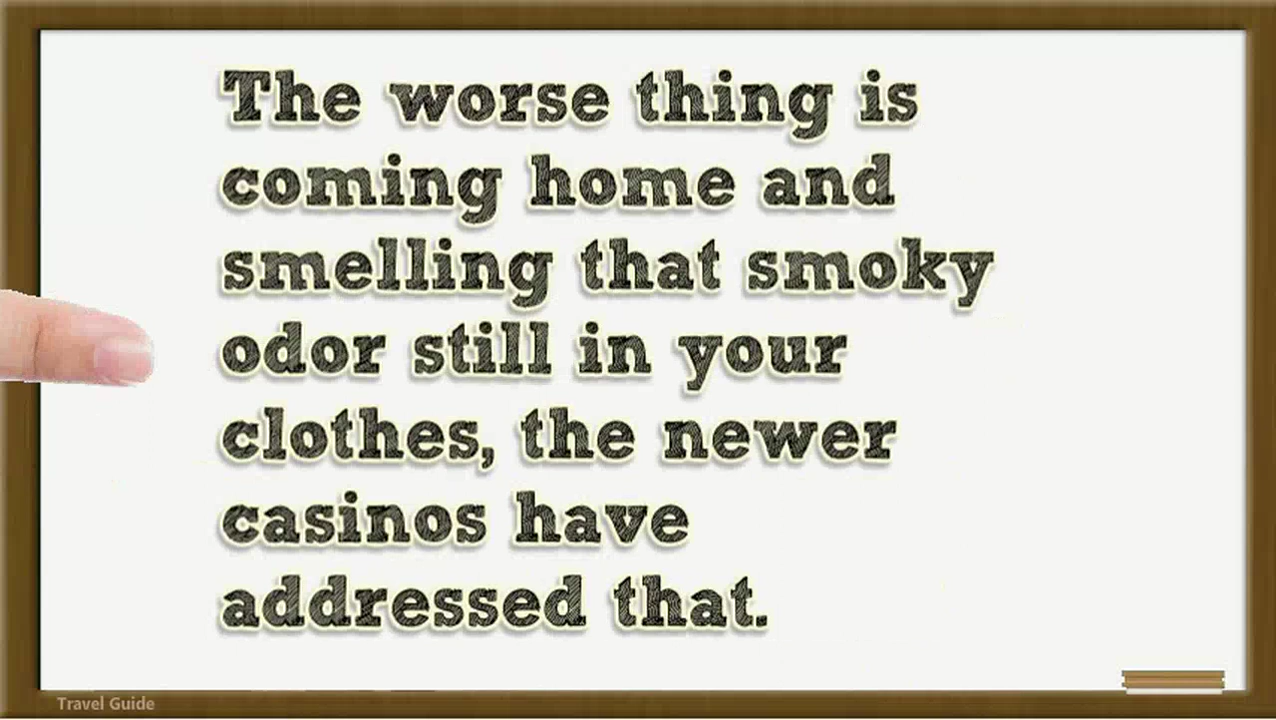 The worse thing is
coming home and
smelling that smoky
odor still in your
clothes, the newer
casinos have
addressed that.
Travel Guide